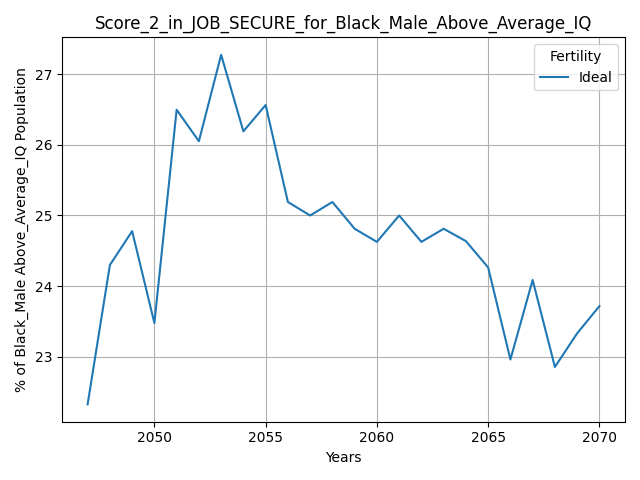 Score_2_in_JOB_SECURE_for_Black_Male_Above_Average_IQ
Fertility
Ideal
% of Black_Male Above_Average_IQ Population
27
26
25
24
23
2050
2055
2060
2065
2070
Years